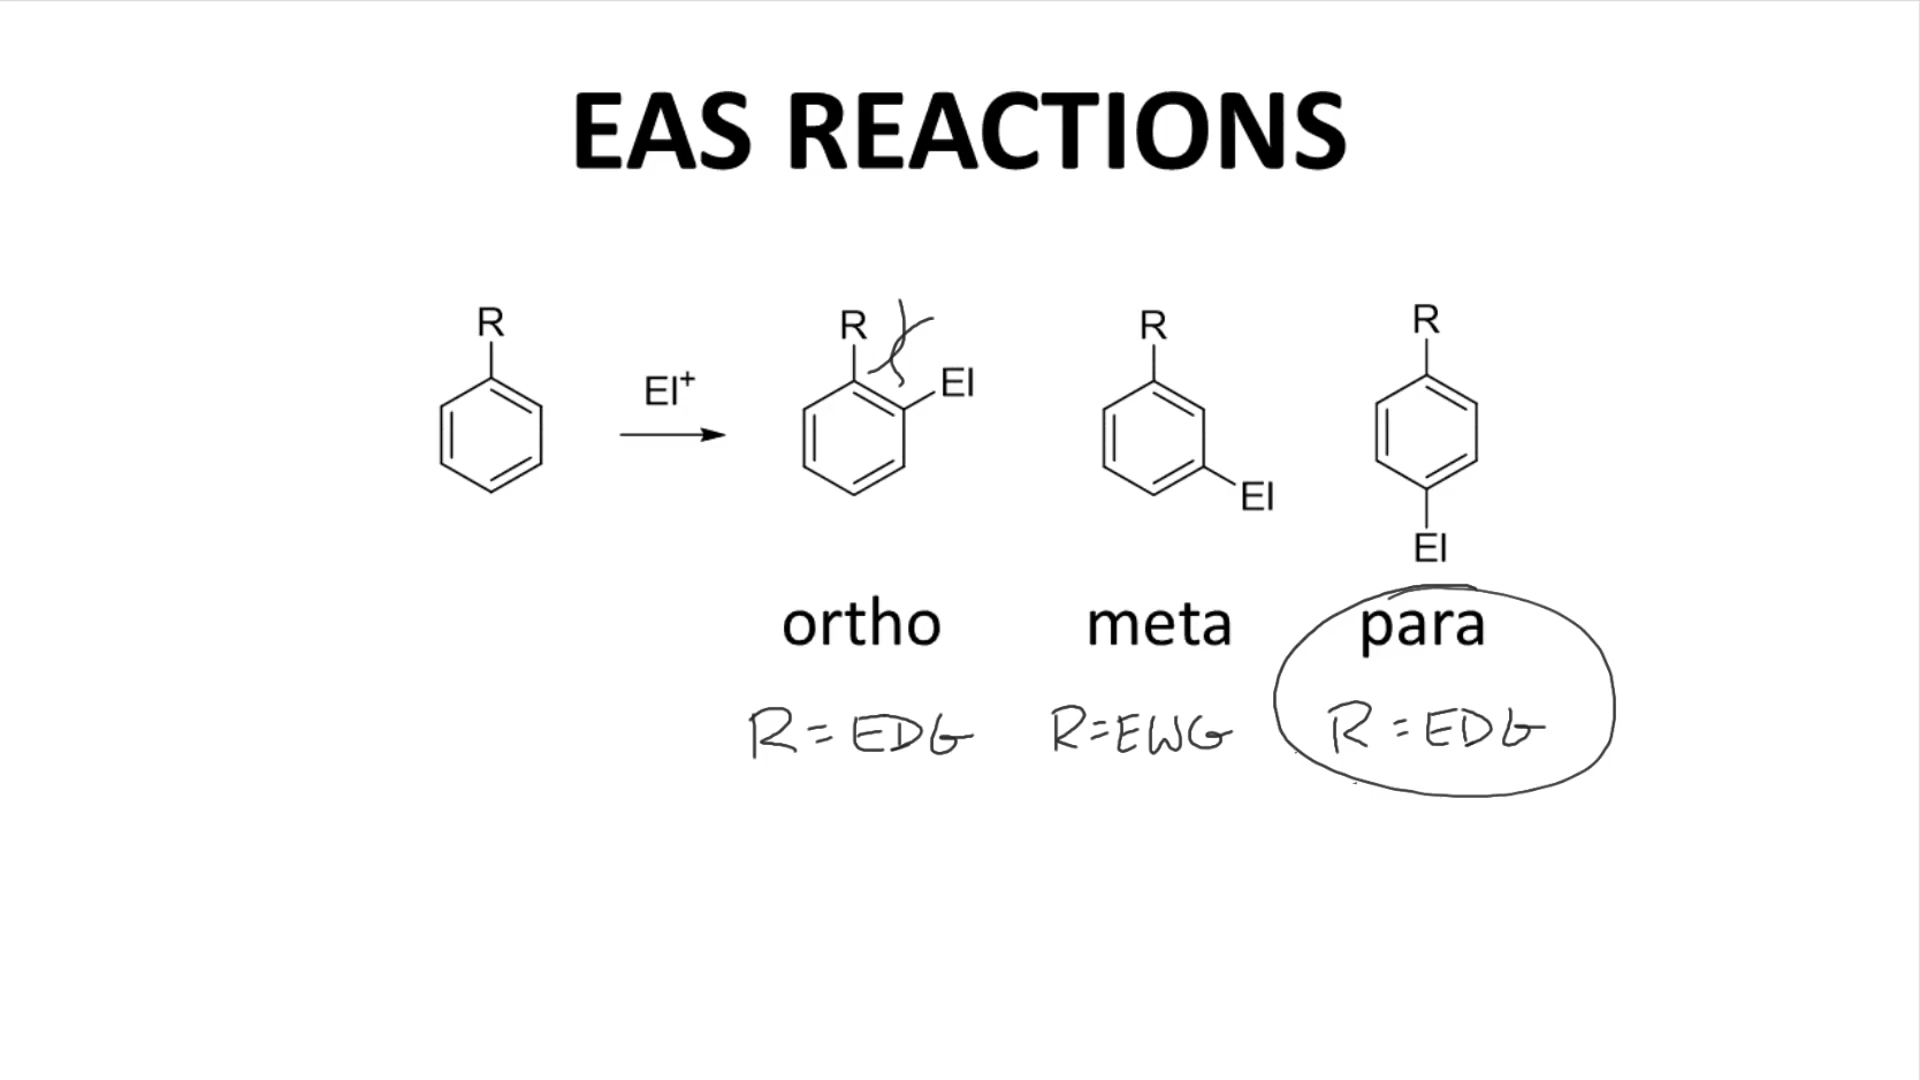 EAS REACTIONS
R
El⁺
R
El
R
El
R
El
ortho meta para
R = EDG R=EWG R = EDG